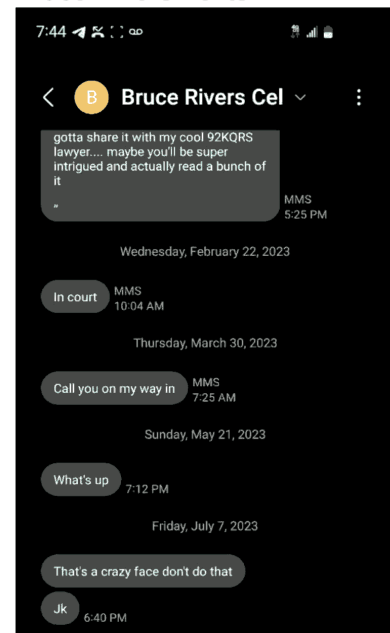 7:44
B Bruce Rivers Cel
gotta share it with my cool 92KQRS
lawyer.... maybe you'll be super
intrigued and actually read a bunch of
it
"
MMS
5:25 PM
Wednesday, February 22, 2023
In court
MMS
10:04 AM
Thursday, March 30, 2023
Call you on my way in
MMS
7:25 AM
Sunday, May 21, 2023
What's up
7:12 PM
Friday, July 7, 2023
That's a crazy face don't do that
Jk
6:40 PM